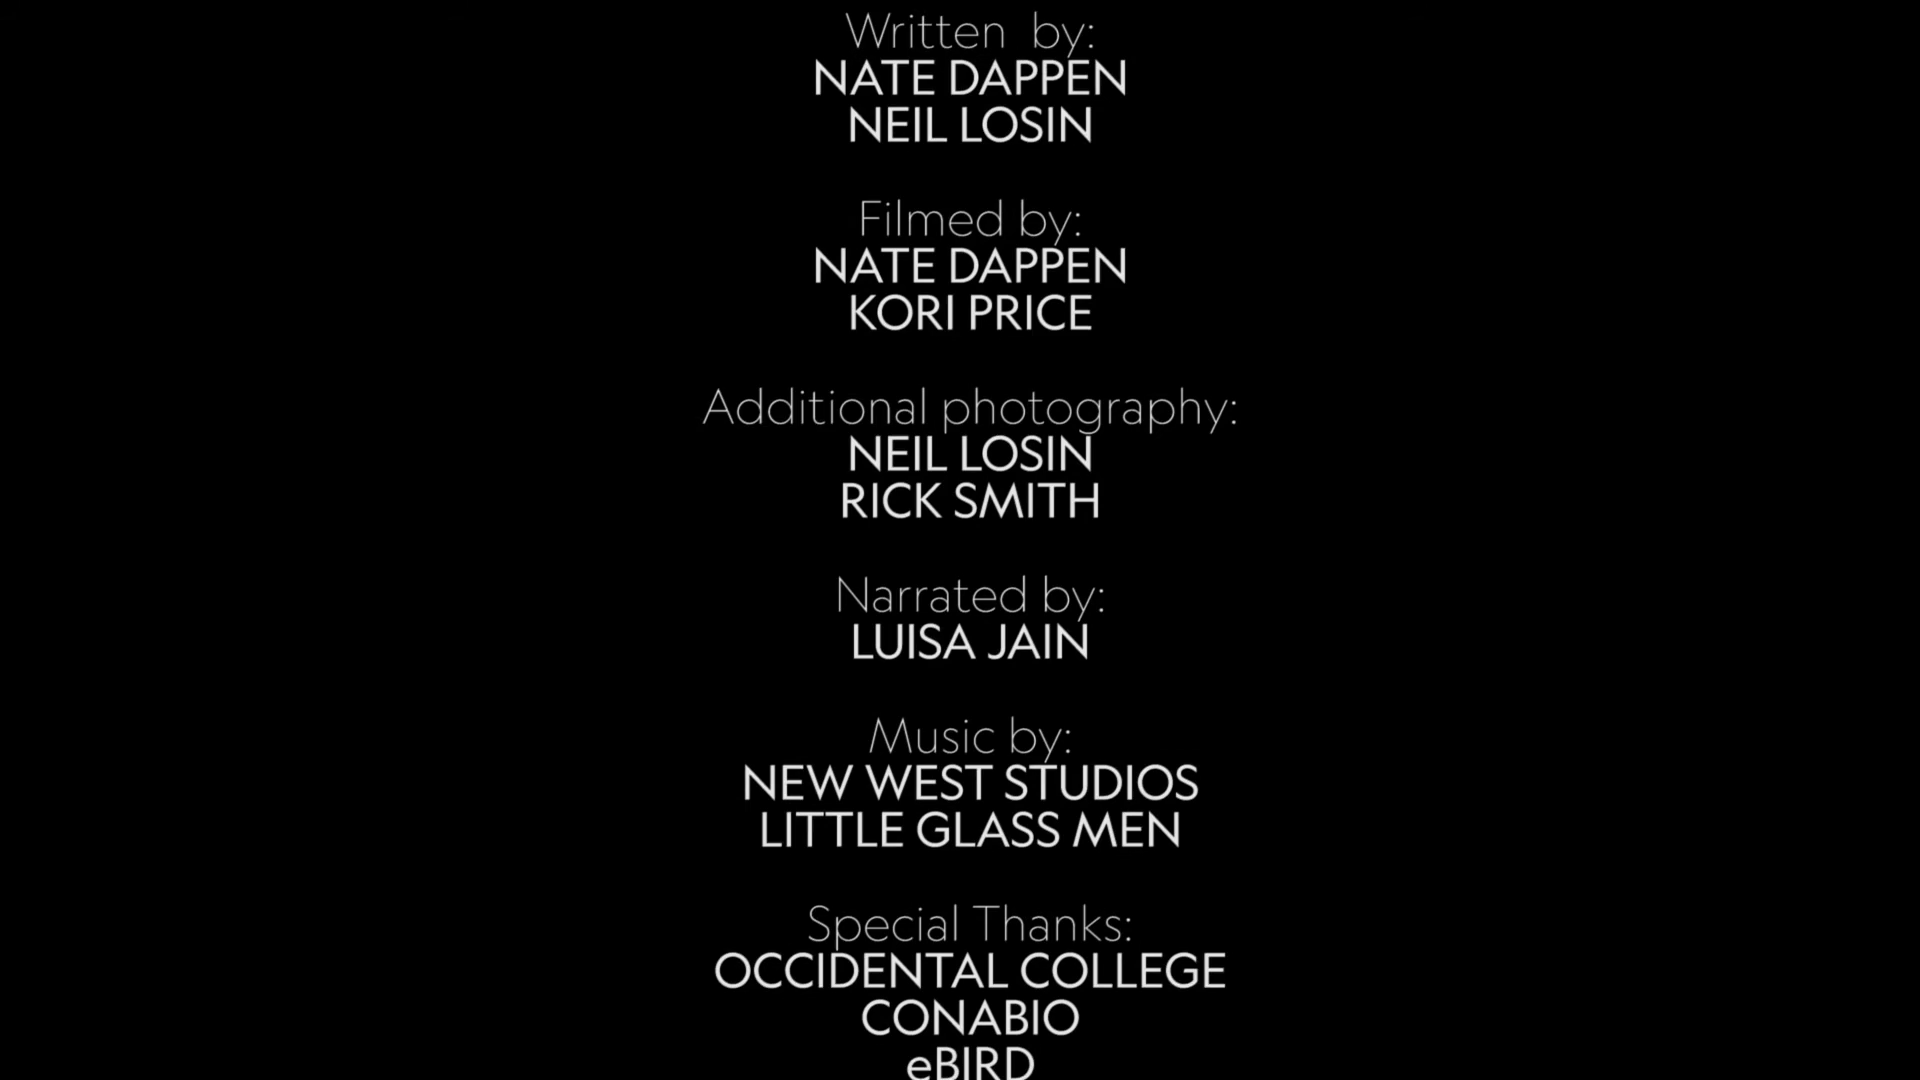 Written by:
NATE DAPPEN
NEIL LOSIN
Filmed by:
NATE DAPPEN
KORI PRICE
Additional photography:
NEIL LOSIN
RICK SMITH
Narrated by:
LUISA JAIN
Music by:
NEW WEST STUDIOS
LITTLE GLASS MEN
Special Thanks:
OCCIDENTAL COLLEGE
CONABIO
eBIRD